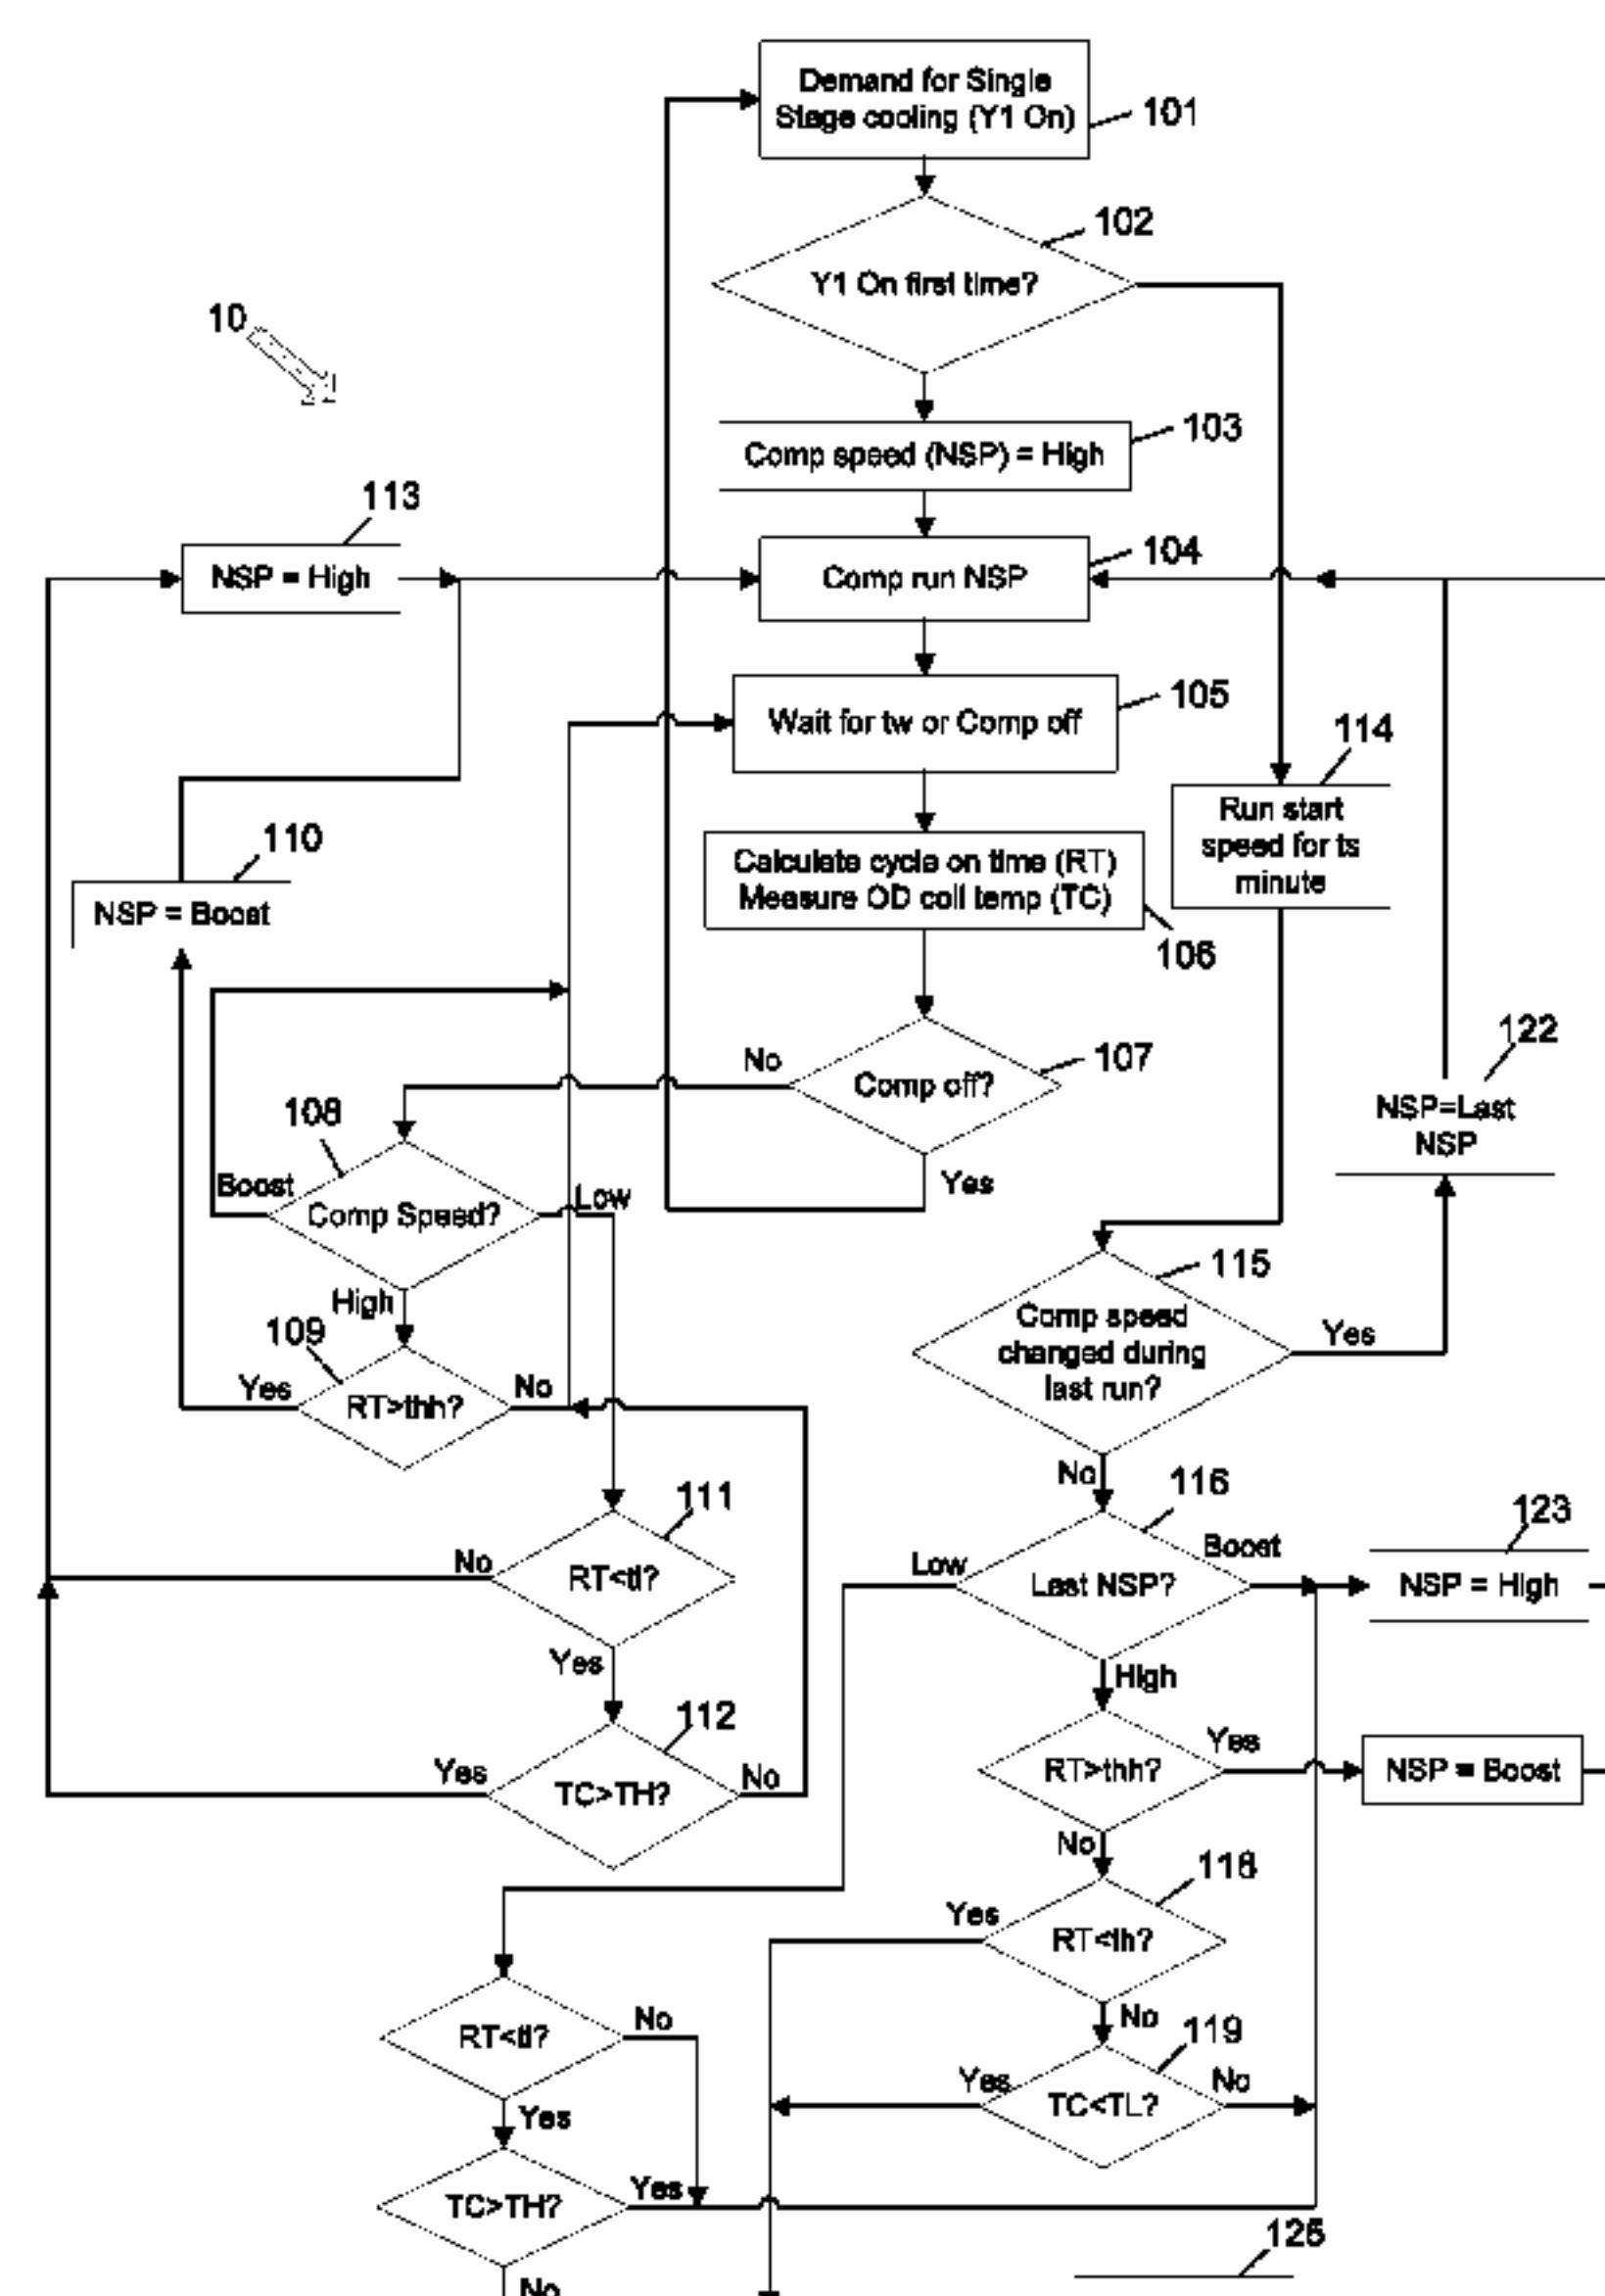 Demand for Single
Stage cooling (Y1 On)
101
102
Y1 On first time?
10
103
Comp speed (NSP) = High
113
NSP = High
104
Comp run NSP
105
Wait for tw or Comp off
114
Run start
speed for ts
minute
110
NSP = Boost
Calculate cycle on time (RT)
Measure OD coil temp (TC)
106
122
NSP=Last
NSP
No
107
Comp off?
Yes
108
Boost
Comp Speed?
Low
High
115
Comp speed
changed during
last run?
Yes
No
109
Yes
RT>thh?
No
111
No
RT<tl?
Yes
116
Low
Last NSP?
Boost
High
123
NSP = High
112
Yes
TC>TH?
No
RT>thh?
Yes
NSP = Boost
No
118
Yes
RT<th?
No
119
Yes
TC<TL?
No
RT<tl?
No
Yes
TC>TH?
Yes
No
125